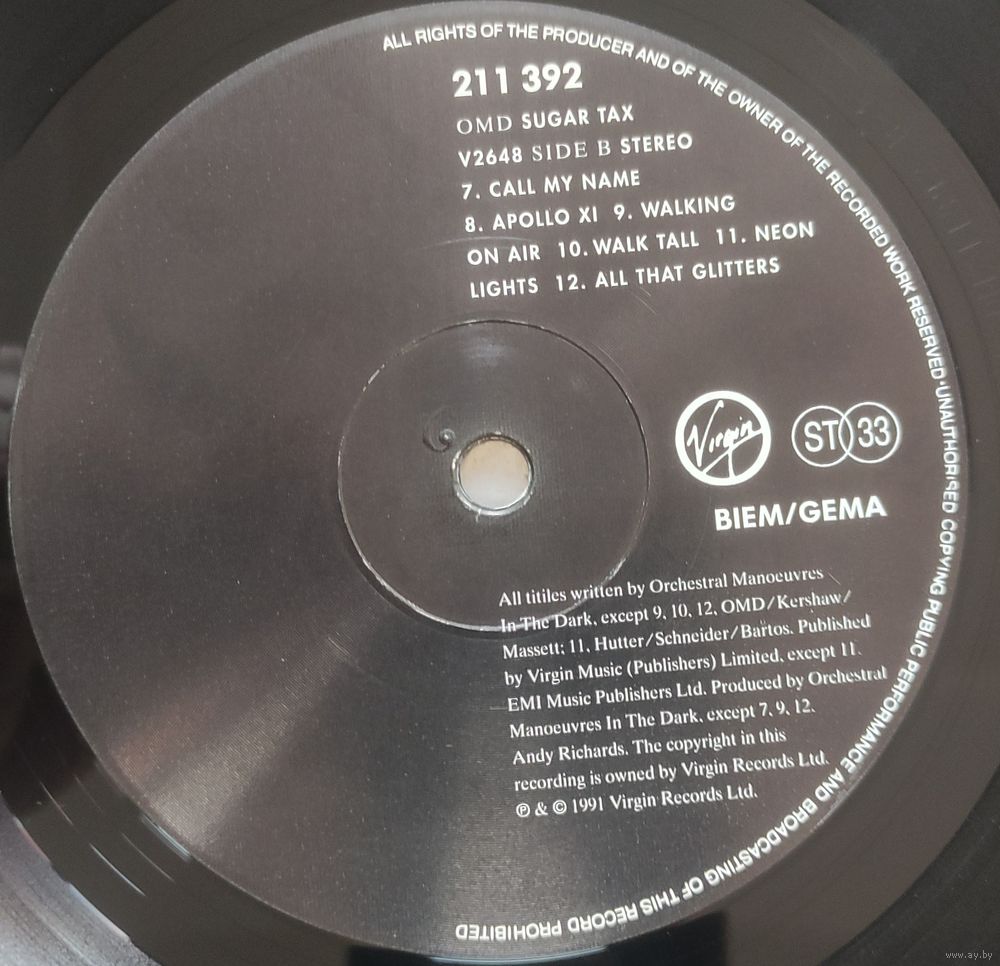 ALL RIGHTS OF THE PRODUCER AND OF THE OWNER OF THE RECORDED WORK RESERVED·UNAUTHORISED COPYING PUBLIC PERFORMANCE AND BROADCASTING OF THIS RECORD PROHIBITED
211 392
OMD SUGAR TAX
V2648 SIDE B STEREO
7. CALL MY NAME
8. APOLLO XI 9. WALKING
ON AIR 10. WALK TALL 11. NEON
LIGHTS 12. ALL THAT GLITTERS
Virgin ST 33
BIEM/GEMA
All titiles written by Orchestral Manoeuvres
In The Dark, except 9, 10, 12, OMD/Kershaw/
Massett: 11, Hutter/Schneider/Bartos. Published
by Virgin Music (Publishers) Limited, except 11.
EMI Music Publishers Ltd. Produced by Orchestral
Manoeuvres In The Dark, except 7, 9, 12.
Andy Richards. The copyright in this
recording is owned by Virgin Records Ltd.
℗ & © 1991 Virgin Records Ltd.
www.ay.by